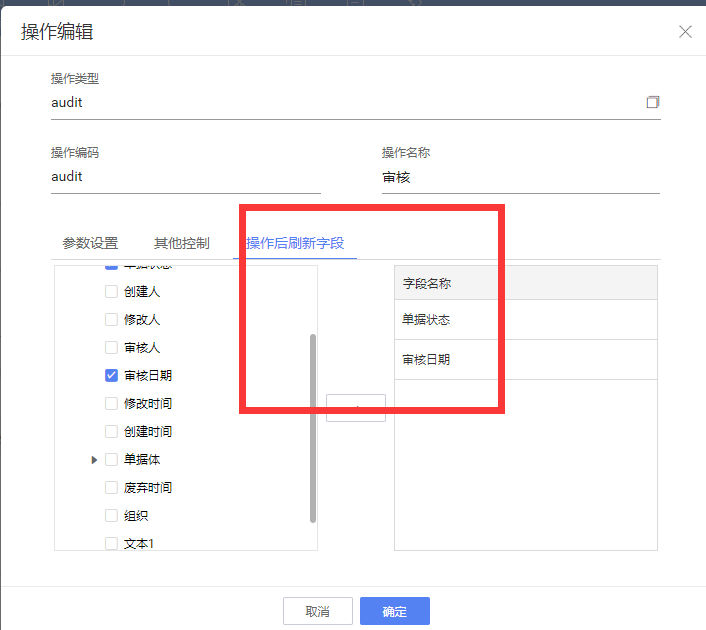 操作编辑
操作类型
audit
操作编码
操作名称
audit
审核
参数设置
其他控制
操作后刷新字段
单据状态
创建人
修改人
审核人
审核日期
修改时间
创建时间
单据体
废弃时间
组织
文本1
字段名称
单据状态
审核日期
取消
确定